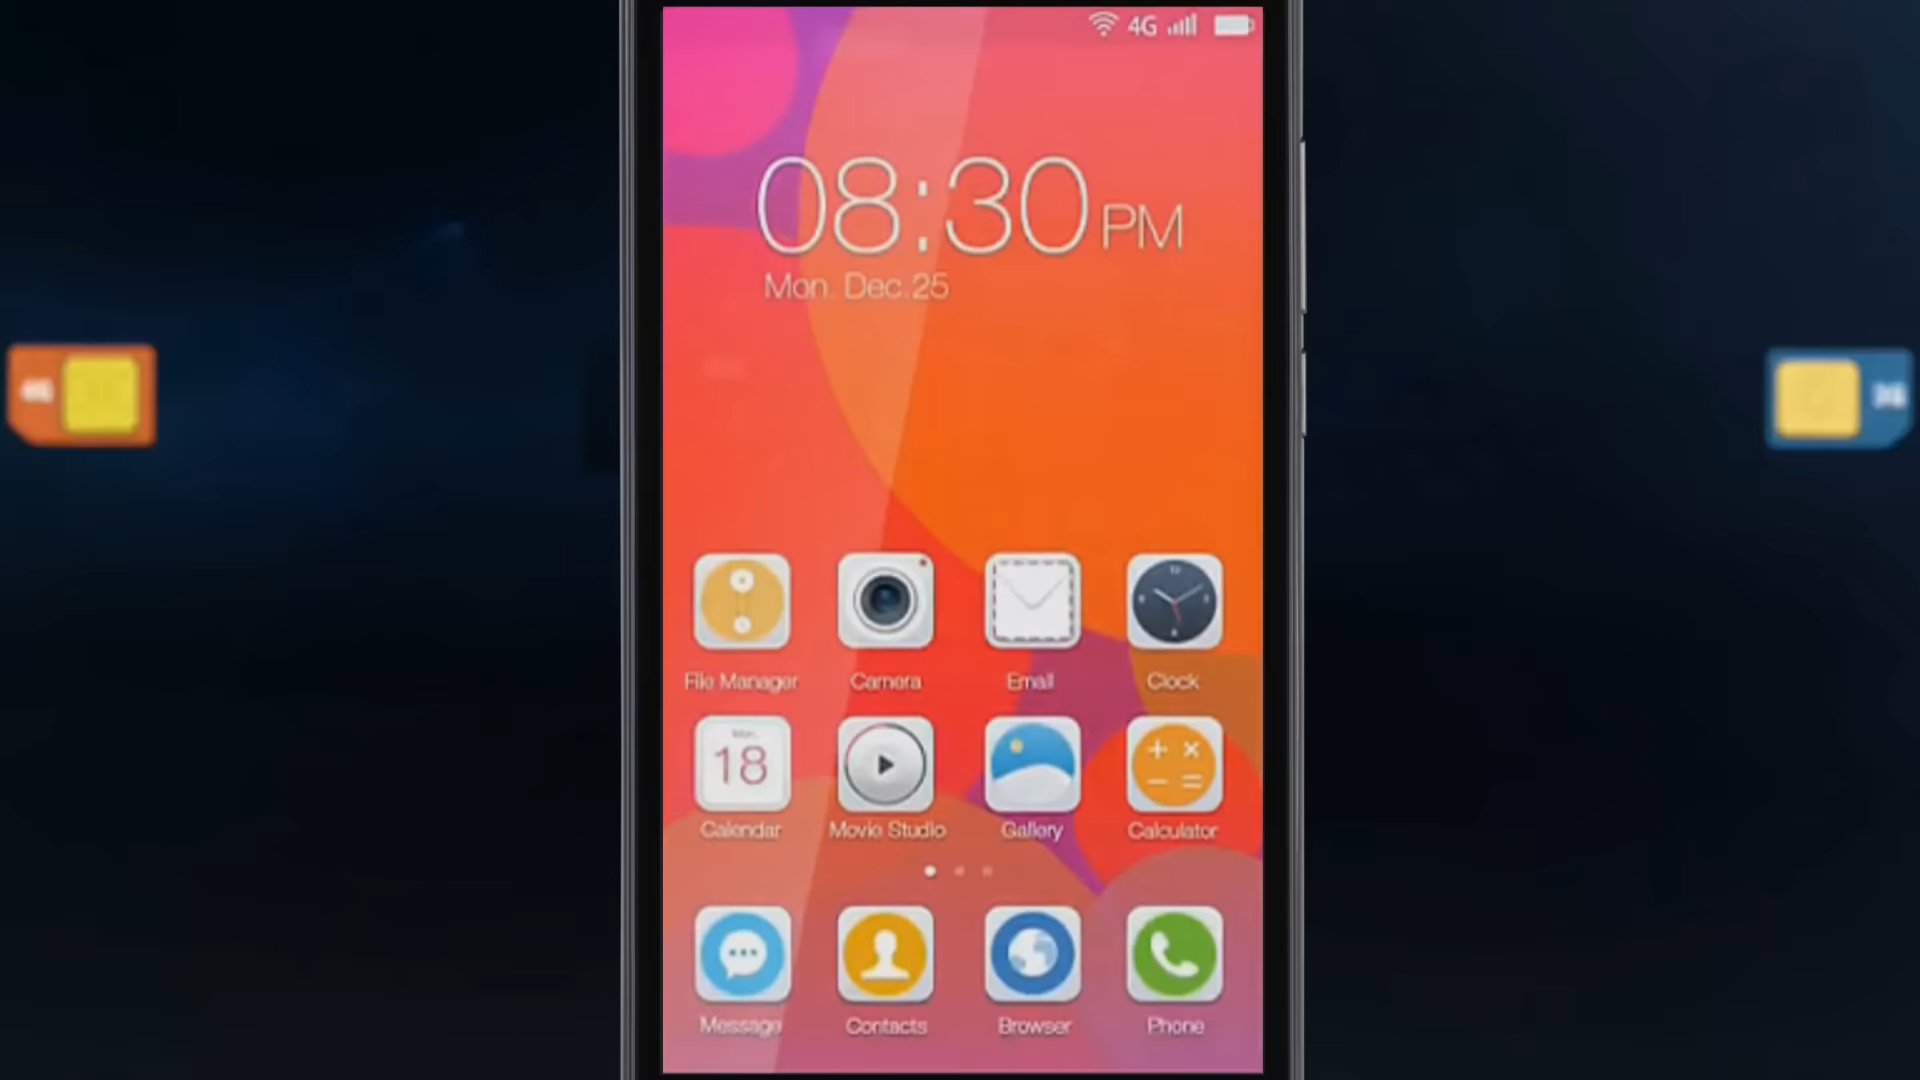 4G
08:30 PM
Mon. Dec.25
File Manager Camera Email Clock
Mon.
18
Calendar Movie Studio Gallery Calculator
Message Contacts Browser Phone